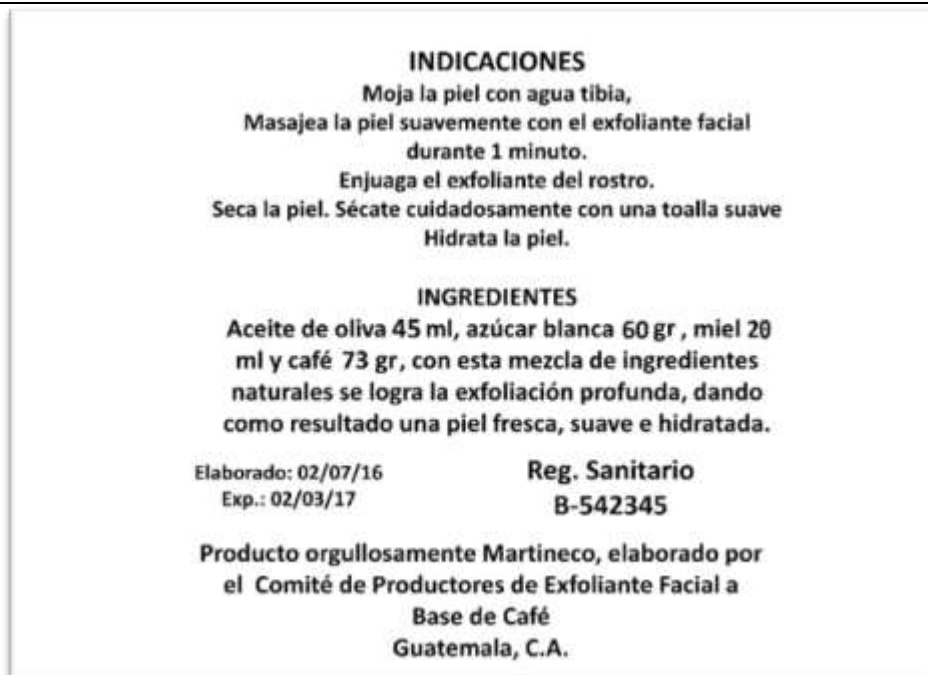 INDICACIONES
Moja la piel con agua tibia,
Masajea la piel suavemente con el exfoliante facial
durante 1 minuto.
Enjuaga el exfoliante del rostro.
Seca la piel. Sécate cuidadosamente con una toalla suave
Hidrata la piel.
INGREDIENTES
Aceite de oliva 45 ml, azúcar blanca 60 gr , miel 20
ml y café 73 gr, con esta mezcla de ingredientes
naturales se logra la exfoliación profunda, dando
como resultado una piel fresca, suave e hidratada.
Elaborado: 02/07/16
Exp.: 02/03/17
Reg. Sanitario
B-542345
Producto orgullosamente Martineco, elaborado por
el Comité de Productores de Exfoliante Facial a
Base de Café
Guatemala, C.A.